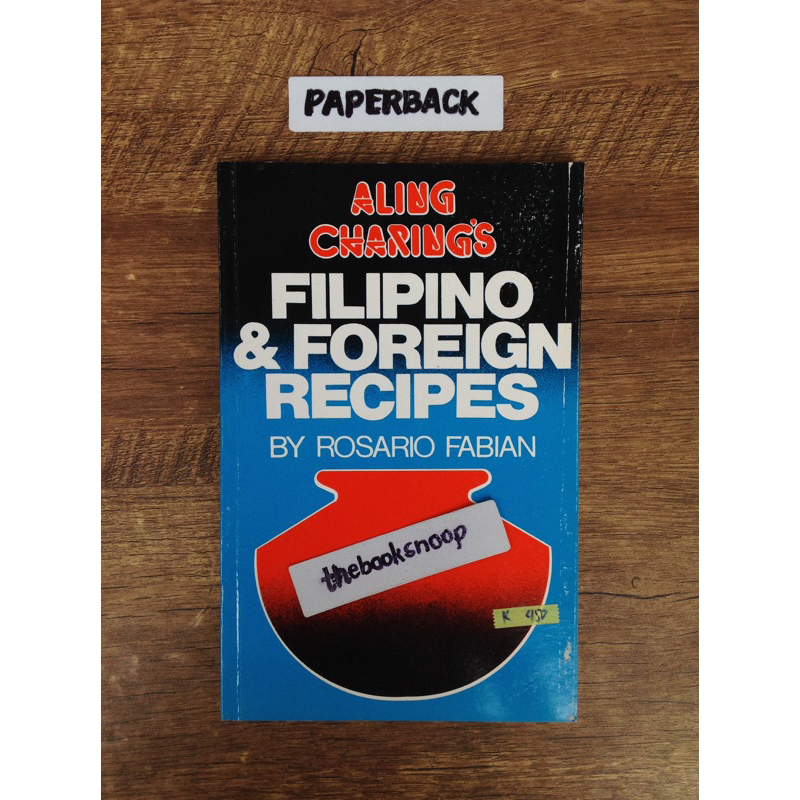 PAPERBACK
ALING
CHARING'S
FILIPINO
& FOREIGN
RECIPES
BY ROSARIO FABIAN
thebooksnoop
K 450